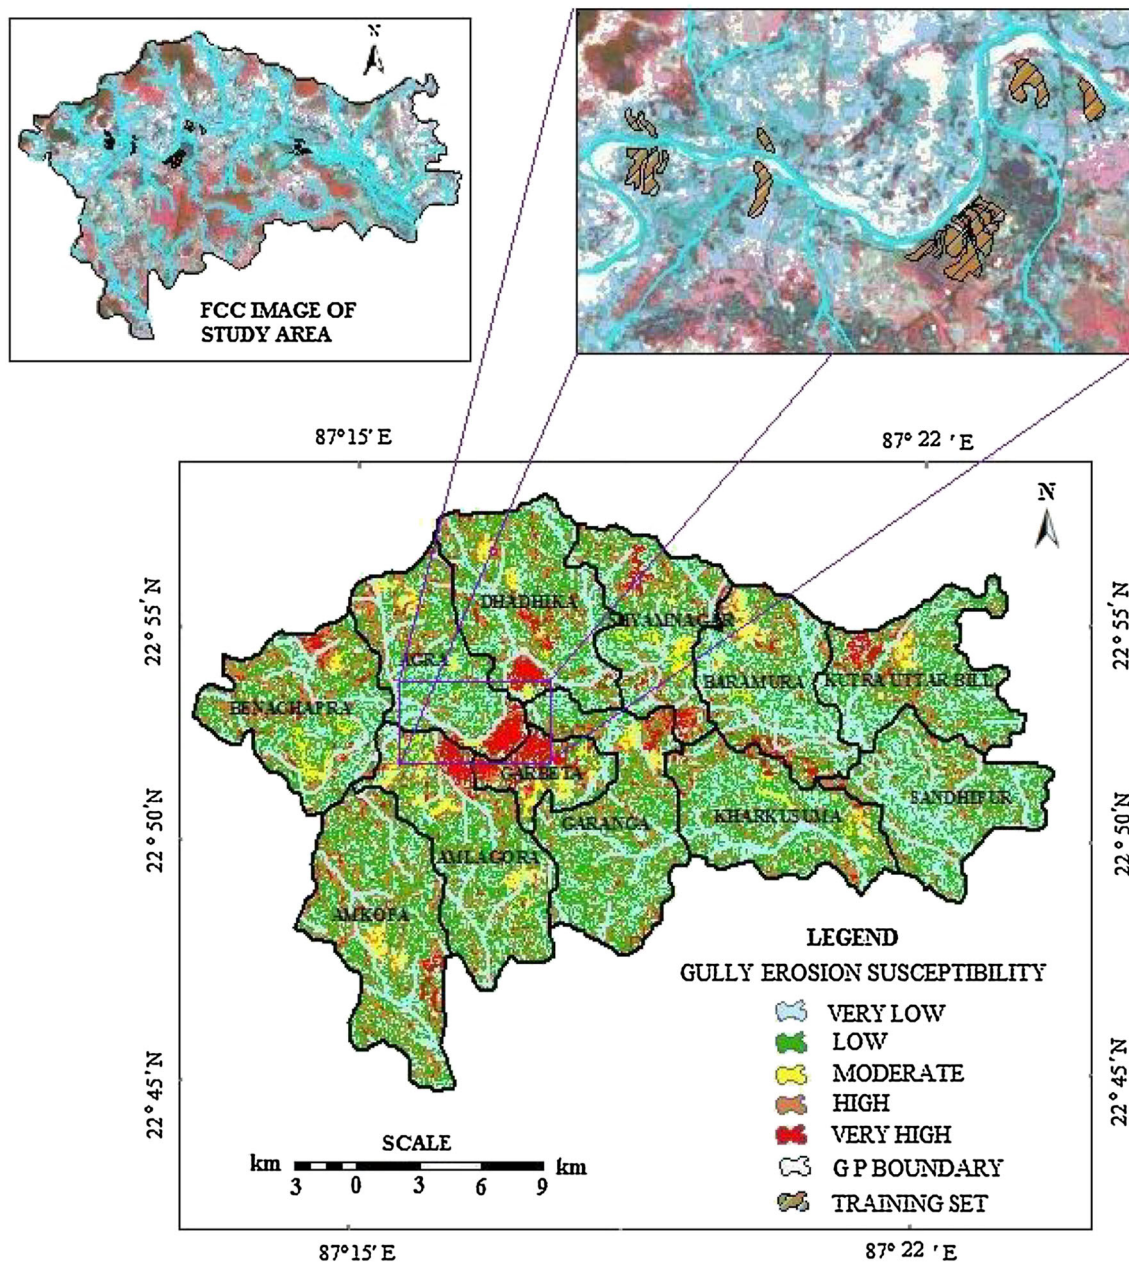 N
FCC IMAGE OF
STUDY AREA
87°15′ E
87° 22 ′ E
N
22° 55′ N
22° 55′ N
DHADHIKA
SHYAMNAGAR
AGRA
BARAMURA
KUTRA UTTAR BILL
BENACHAPRA
GARBETA
SANDHIPUR
GARANGA
KHARKUSUMA
22° 50′ N
22° 50′ N
AMLAGORA
AMKOPA
LEGEND
GULLY EROSION SUSCEPTIBILITY
VERY LOW
LOW
MODERATE
HIGH
VERY HIGH
G P BOUNDARY
TRAINING SET
22° 45′ N
22° 45′ N
SCALE
km km
3 0 3 6 9
87°15′ E
87° 22 ′ E